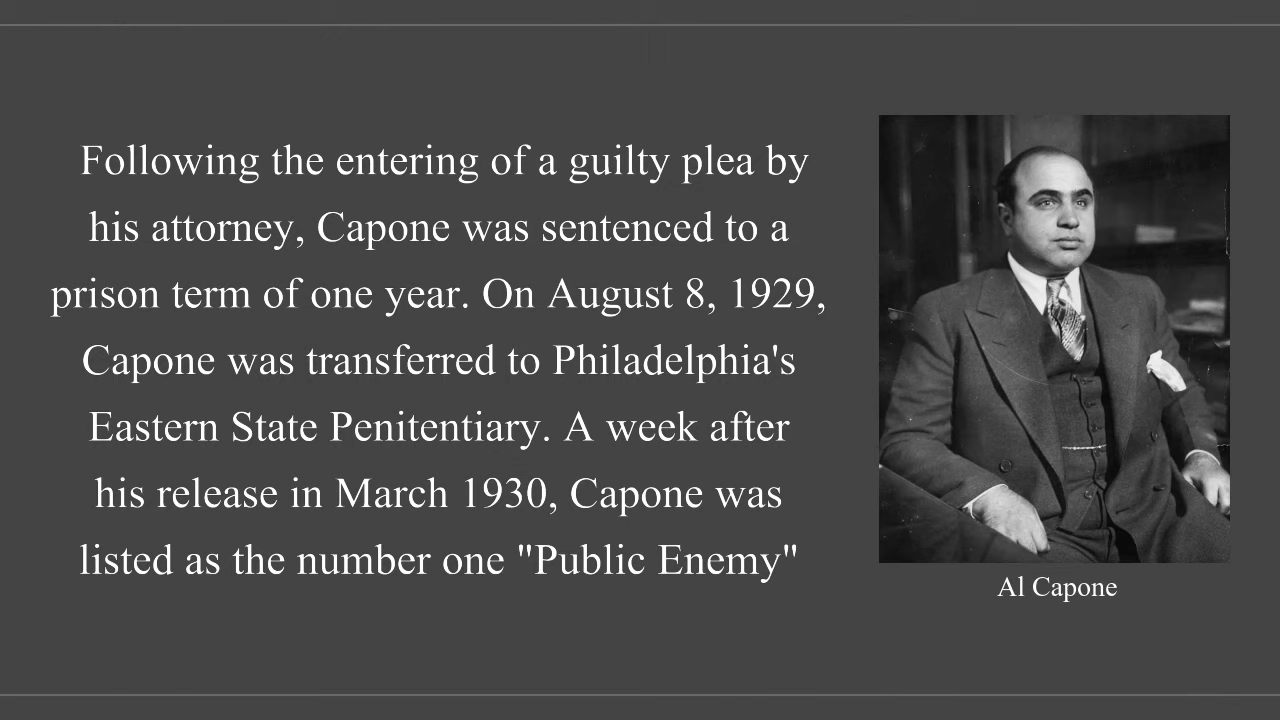 Following the entering of a guilty plea by
his attorney, Capone was sentenced to a
prison term of one year. On August 8, 1929,
Capone was transferred to Philadelphia's
Eastern State Penitentiary. A week after
his release in March 1930, Capone was
listed as the number one "Public Enemy"
Al Capone